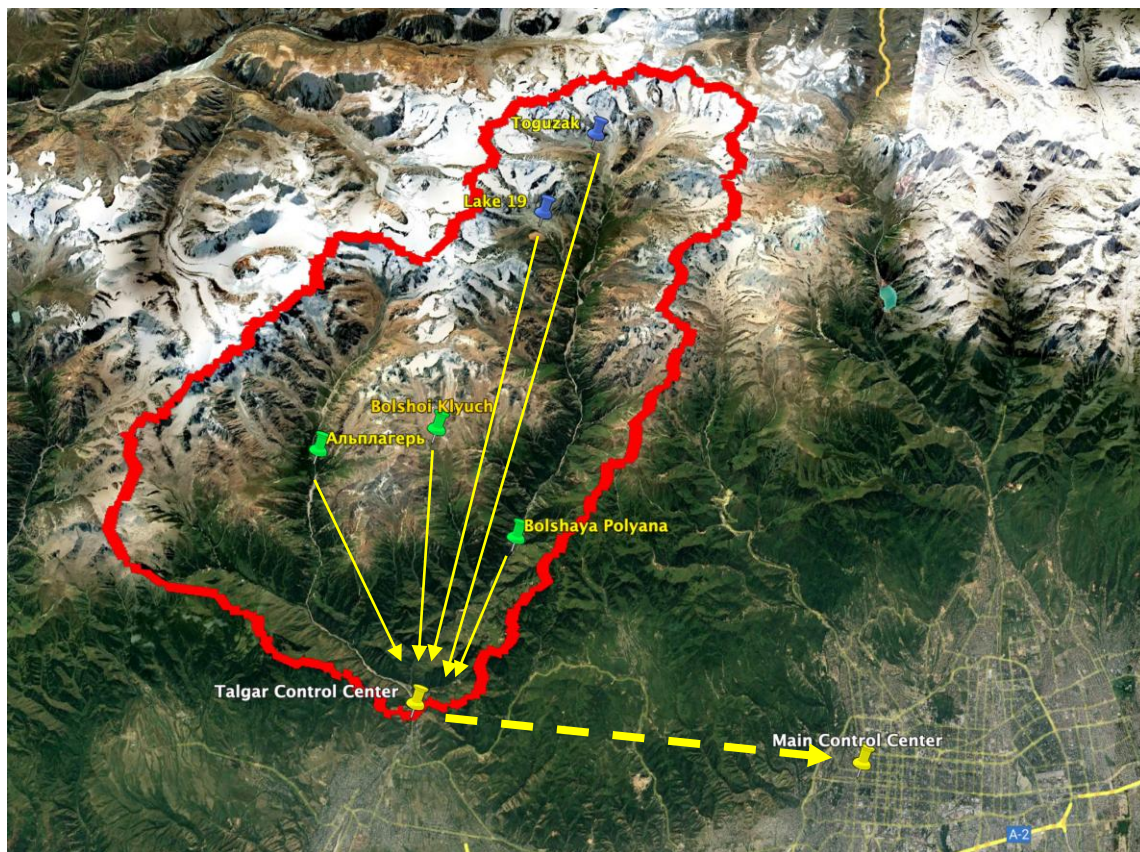 Toguzak
Lake 19
Bolshoi Klyuch
Альплагерь
Bolshaya Polyana
Talgar Control Center
Main Control Center
A-2